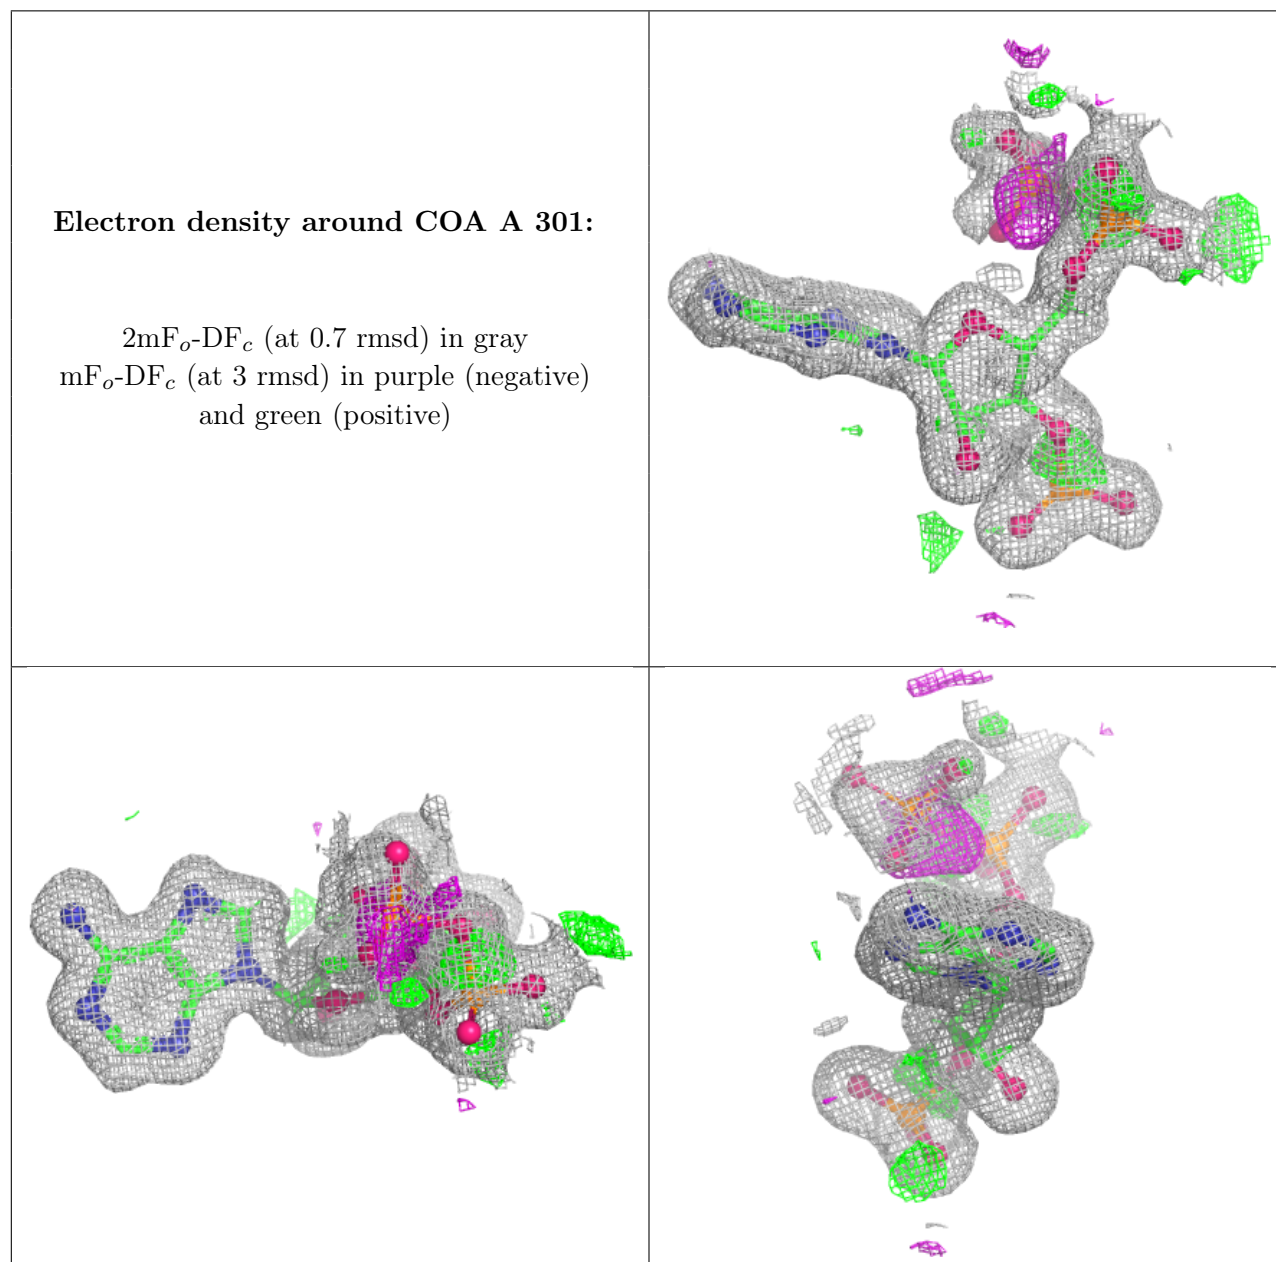 Electron density around COA A 301:
2mFo-DFc (at 0.7 rmsd) in gray
mFo-DFc (at 3 rmsd) in purple (negative)
and green (positive)